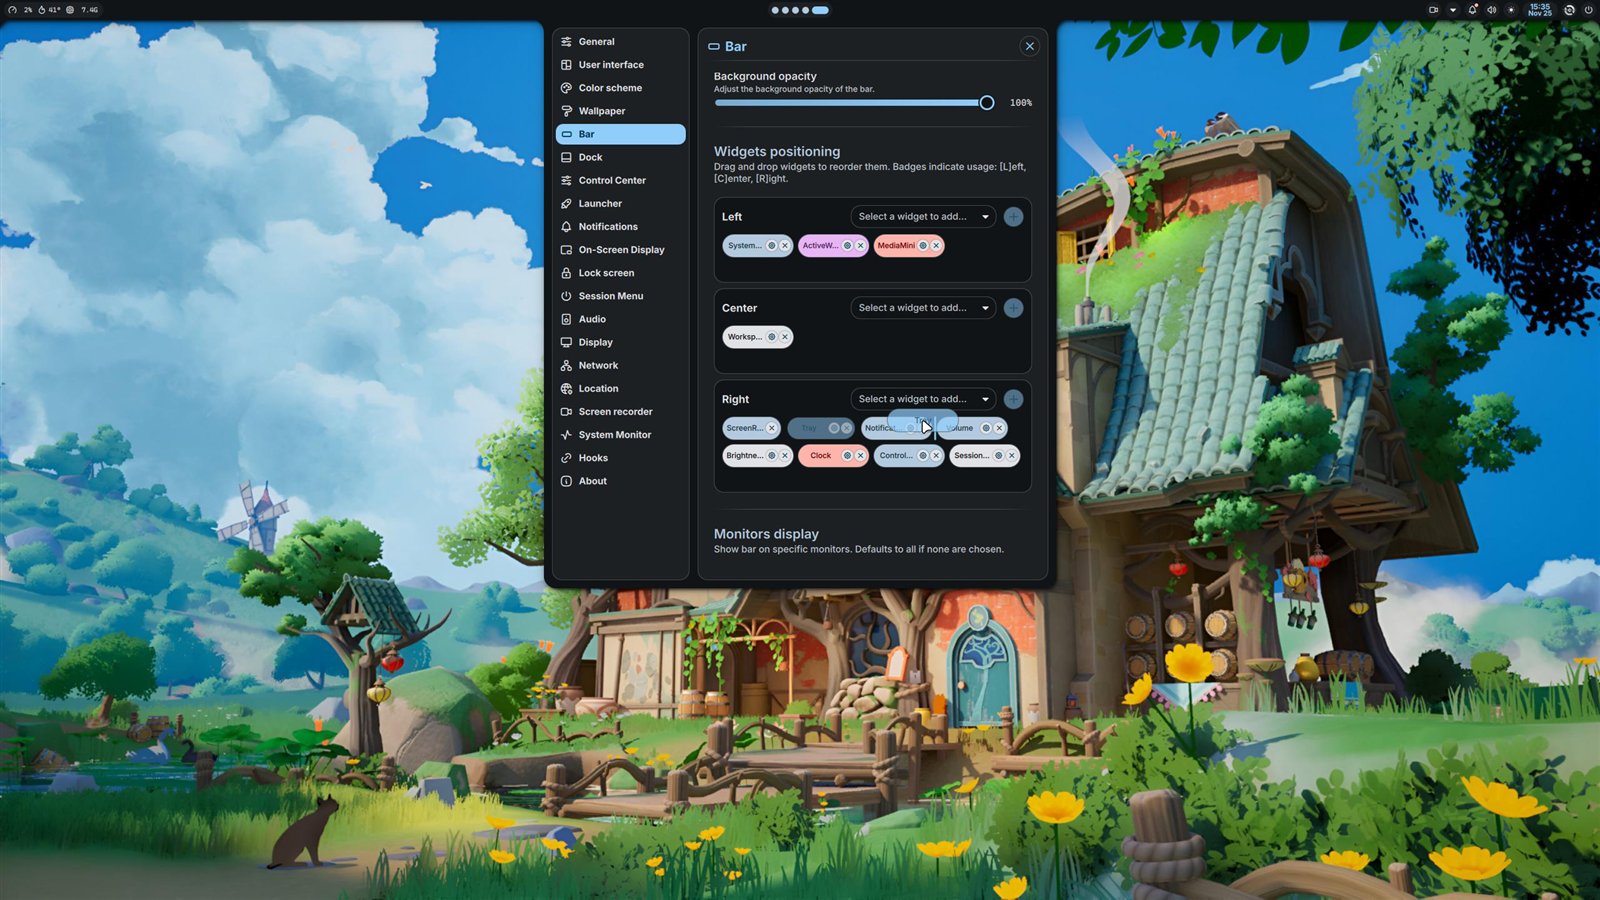 2% 41° 7.4G
15:35
Nov 25
General
User interface
Color scheme
Wallpaper
Bar
Dock
Control Center
Launcher
Notifications
On-Screen Display
Lock screen
Session Menu
Audio
Display
Network
Location
Screen recorder
System Monitor
Hooks
About
Bar
Background opacity
Adjust the background opacity of the bar.
100%
Widgets positioning
Drag and drop widgets to reorder them. Badges indicate usage: [L]eft,
[C]enter, [R]ight.
Left Select a widget to add...
System... ActiveW... MediaMini
Center Select a widget to add...
Worksp...
Right Select a widget to add...
ScreenR... Tray Notificat... Volume
Brightne... Clock Control... Session...
Monitors display
Show bar on specific monitors. Defaults to all if none are chosen.